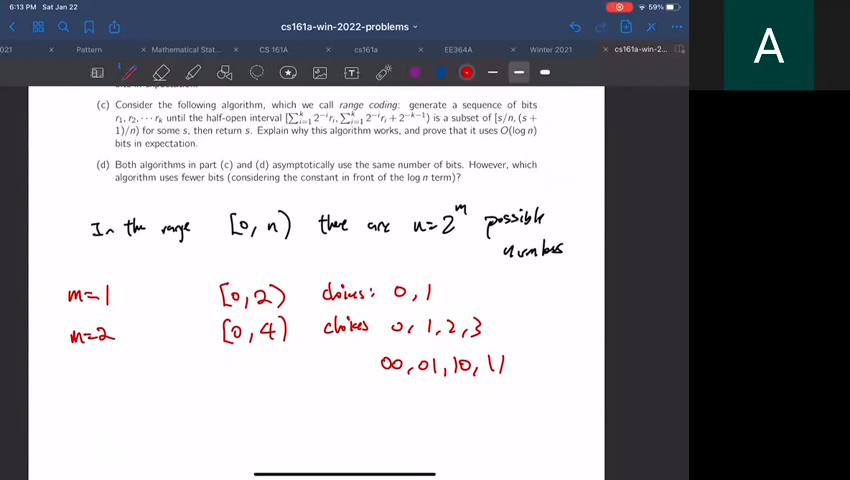 6:13 PM Sat Jan 22
59%
cs161a-win-2022-problems
2021
Pattern
Mathematical Stat...
CS 161A
cs161a
EE364A
Winter 2021
cs161a-win-2...
(c) Consider the following algorithm, which we call range coding: generate a sequence of bits
r₁, r₂, ··· rₖ until the half-open interval [∑ᵢ₌₁ᵏ 2⁻ⁱrᵢ, ∑ᵢ₌₁ᵏ 2⁻ⁱrᵢ + 2⁻ᵏ⁻¹) is a subset of [s/n, (s +
1)/n) for some s, then return s. Explain why this algorithm works, and prove that it uses O(log n)
bits in expectation.
(d) Both algorithms in part (c) and (d) asymptotically use the same number of bits. However, which
algorithm uses fewer bits (considering the constant in front of the log n term)?
In the range [0, n) there are n=2ᵐ possible
numbers
m=1 [0, 2) choices: 0, 1
m=2 [0, 4) choices 0, 1, 2, 3
00, 01, 10, 11
A